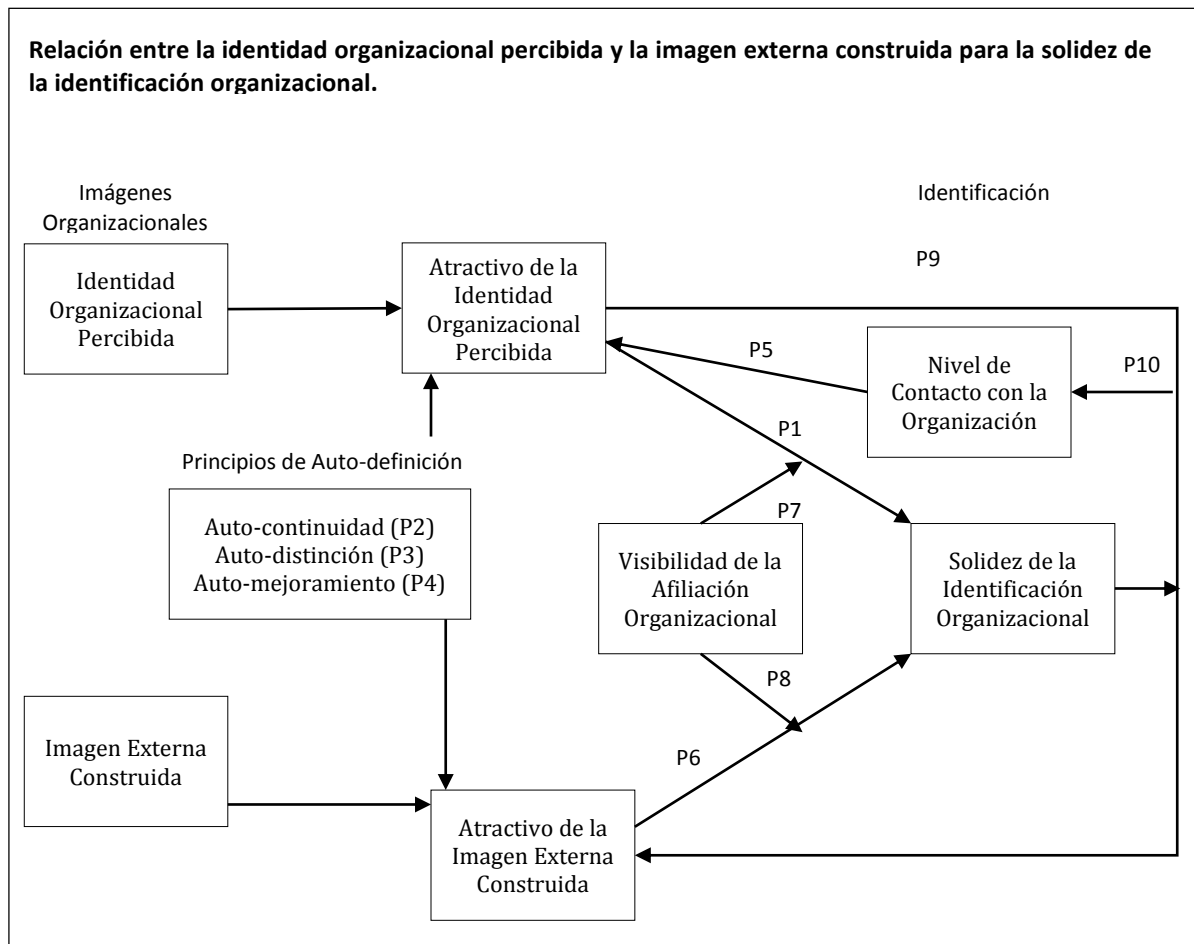 Relación entre la identidad organizacional percibida y la imagen externa construida para la solidez de
la identificación organizacional.
Imágenes
Organizacionales
Identificación
Identidad
Organizacional
Percibida
Atractivo de la
Identidad
Organizacional
Percibida
P9
P5
Nivel de
Contacto con la
Organización
P10
P1
Principios de Auto-definición
Auto-continuidad (P2)
Auto-distinción (P3)
Auto-mejoramiento (P4)
P7
Visibilidad de la
Afiliación
Organizacional
Solidez de la
Identificación
Organizacional
P8
Imagen Externa
Construida
P6
Atractivo de la
Imagen Externa
Construida